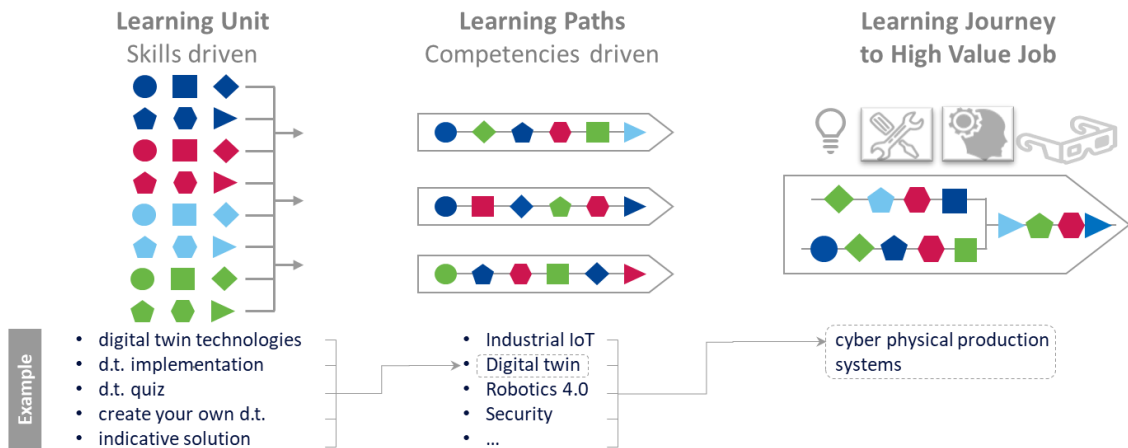 Learning Unit
Skills driven
Learning Paths
Competencies driven
Learning Journey
to High Value Job
Example
• digital twin technologies
• d.t. implementation
• d.t. quiz
• create your own d.t.
• indicative solution
• Industrial IoT
• Digital twin
• Robotics 4.0
• Security
• ...
cyber physical production
systems